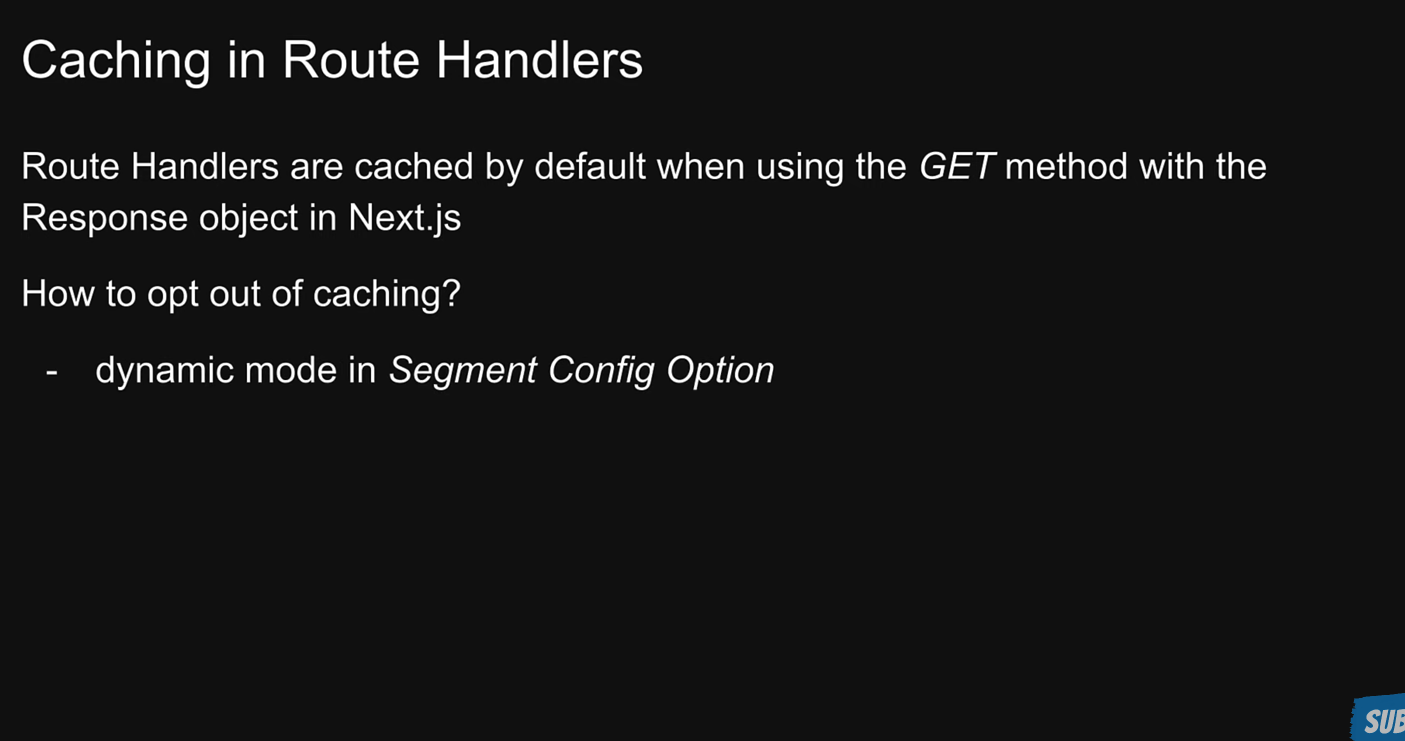 Caching in Route Handlers
Route Handlers are cached by default when using the GET method with the
Response object in Next.js
How to opt out of caching?
- dynamic mode in Segment Config Option
SUB